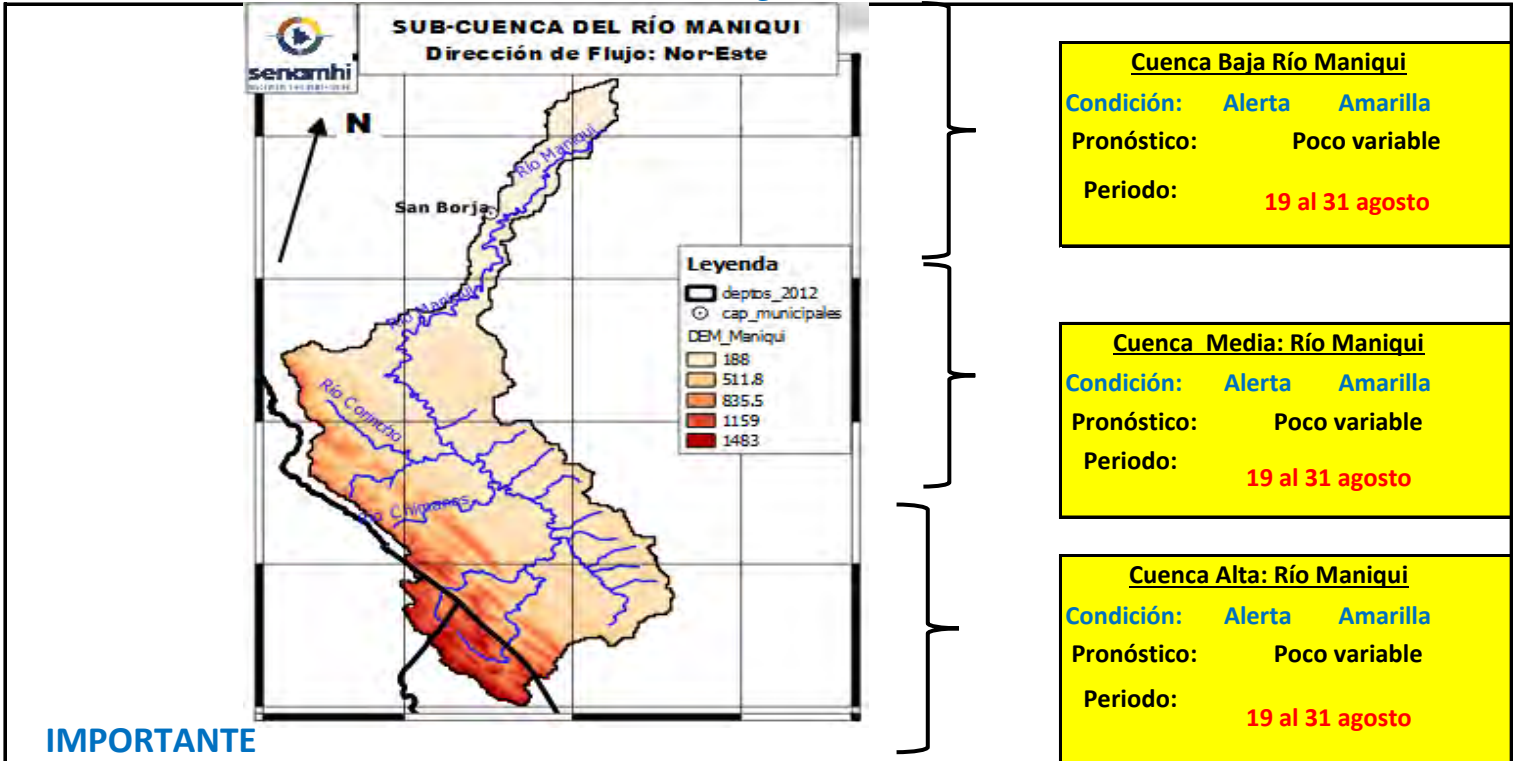 SUB-CUENCA DEL RÍO MANIQUI
Dirección de Flujo: Nor-Este
senamhi
N
Río Maniqui
San Borja
Río Maniqui
Río Corincho
Río Chimanes
Leyenda
deptos_2012
cap_municipales
DEM_Maniqui
188
511.8
835.5
1159
1483
Cuenca Baja Río Maniqui
Condición: Alerta Amarilla
Pronóstico: Poco variable
Periodo: 19 al 31 agosto
Cuenca Media: Río Maniqui
Condición: Alerta Amarilla
Pronóstico: Poco variable
Periodo: 19 al 31 agosto
Cuenca Alta: Río Maniqui
Condición: Alerta Amarilla
Pronóstico: Poco variable
Periodo: 19 al 31 agosto
IMPORTANTE